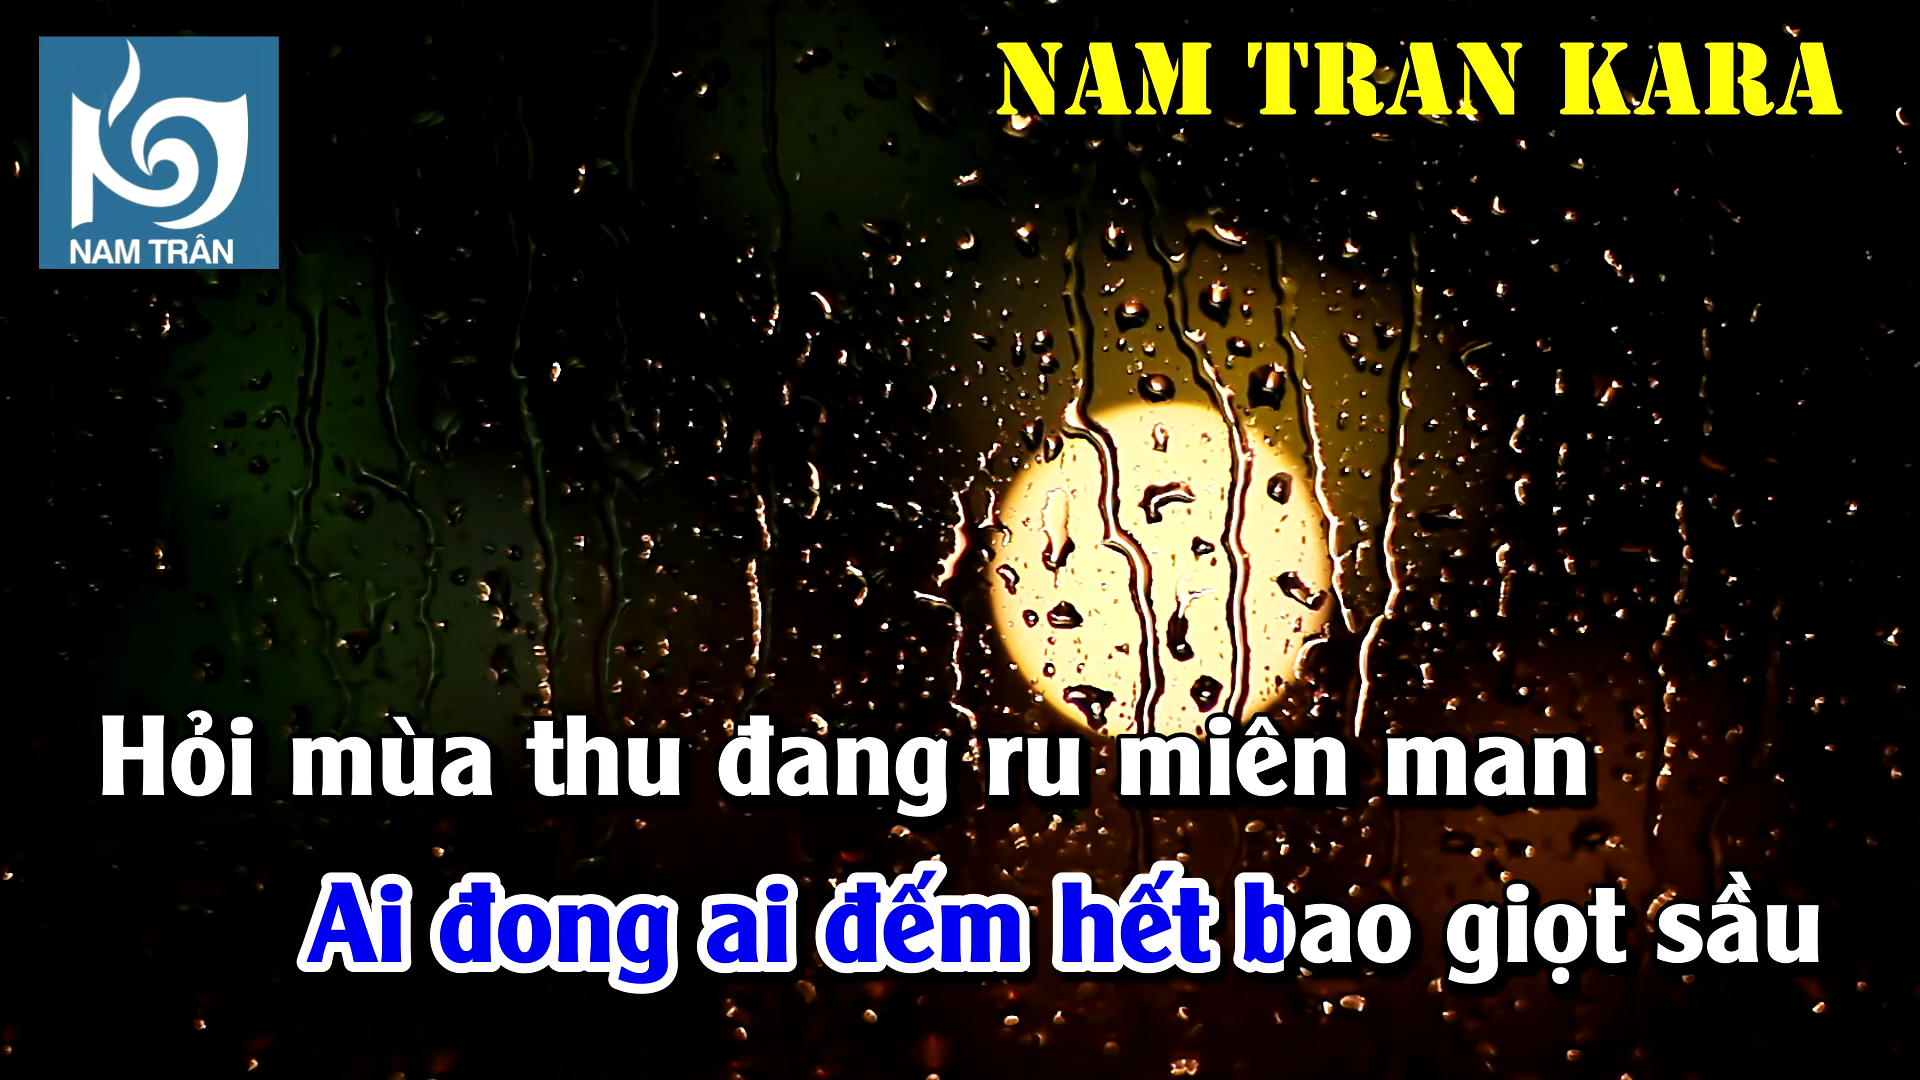 NAM TRAN KARA
NAM TRÂN
Hỏi mùa thu đang ru miên man
Ai đong ai đếm hết bao giọt sầu